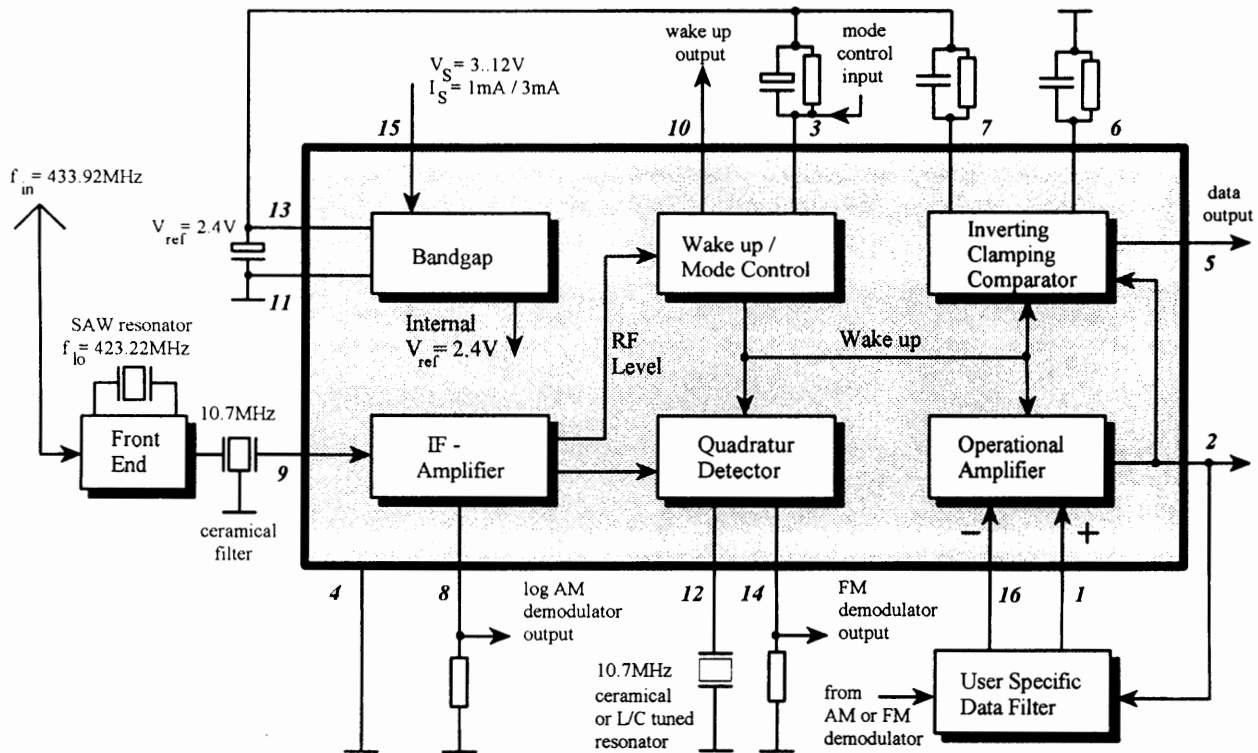 wake up
output
mode
control
input
V_S = 3..12V
I_S = 1mA / 3mA
15
10
3
7
6
f_in = 433.92MHz
13
V_ref = 2.4V
11
Bandgap
Wake up /
Mode Control
Inverting
Clamping
Comparator
data
output
5
Internal
V_ref = 2.4V
RF
Level
Wake up
SAW resonator
f_lo = 423.22MHz
10.7MHz
Front
End
9
ceramical
filter
IF -
Amplifier
Quadratur
Detector
Operational
Amplifier
2
− +
4
8
12
14
16
1
log AM
demodulator
output
FM
demodulator
output
10.7MHz
ceramical
or L/C tuned
resonator
from
AM or FM
demodulator
User Specific
Data Filter